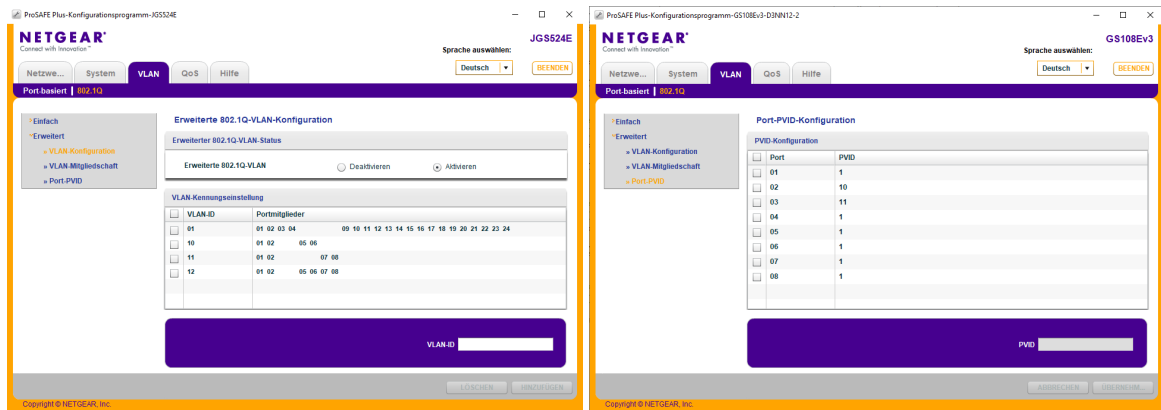 ProSAFE Plus-Konfigurationsprogramm-JGS524E
NETGEAR®
Connect with Innovation™
JGS524E
Sprache auswählen:
Deutsch
BEENDEN
Netzwe... System VLAN QoS Hilfe
Port-basiert | 802.1Q
Einfach
Erweitert
» VLAN-Konfiguration
» VLAN-Mitgliedschaft
» Port-PVID
Erweiterte 802.1Q-VLAN-Konfiguration
Erweiterter 802.1Q-VLAN-Status
Erweiterte 802.1Q-VLAN Deaktivieren Aktivieren
VLAN-Kennungseinstellung
VLAN-ID Portmitglieder
01 01 02 03 04 09 10 11 12 13 14 15 16 17 18 19 20 21 22 23 24
10 01 02 05 06
11 01 02 07 08
12 01 02 05 06 07 08
VLAN-ID
LÖSCHEN HINZUFÜGEN
Copyright © NETGEAR, Inc.
ProSAFE Plus-Konfigurationsprogramm-GS108Ev3-D3NN12-2
NETGEAR®
Connect with Innovation™
GS108Ev3
Sprache auswählen:
Deutsch
BEENDEN
Netzwe... System VLAN QoS Hilfe
Port-basiert | 802.1Q
Einfach
Erweitert
» VLAN-Konfiguration
» VLAN-Mitgliedschaft
» Port-PVID
Port-PVID-Konfiguration
PVID-Konfiguration
Port PVID
01 1
02 10
03 11
04 1
05 1
06 1
07 1
08 1
PVID
ABBRECHEN ÜBERNEHM...
Copyright © NETGEAR, Inc.